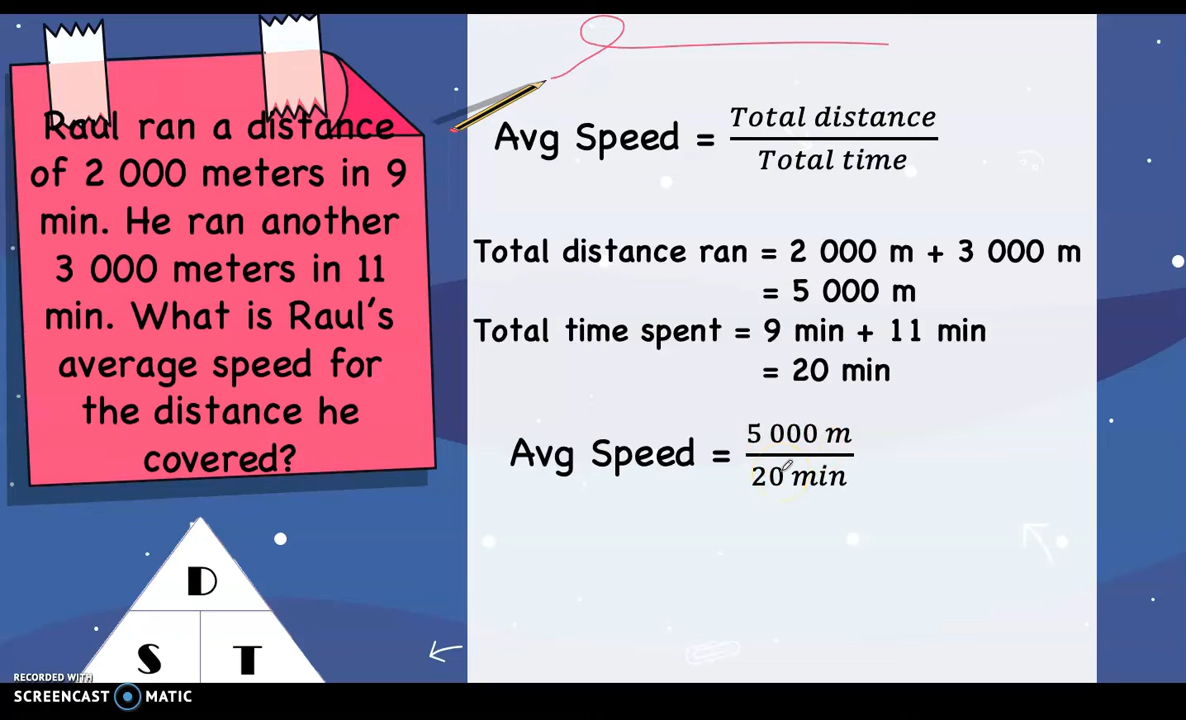 Raul ran a distance
of 2 000 meters in 9
min. He ran another
3 000 meters in 11
min. What is Raul's
average speed for
the distance he
covered?
Avg Speed = Total distance / Total time
Total distance ran = 2 000 m + 3 000 m
= 5 000 m
Total time spent = 9 min + 11 min
= 20 min
Avg Speed = 5 000 m / 20 min
D
S T
RECORDED WITH
SCREENCAST MATIC